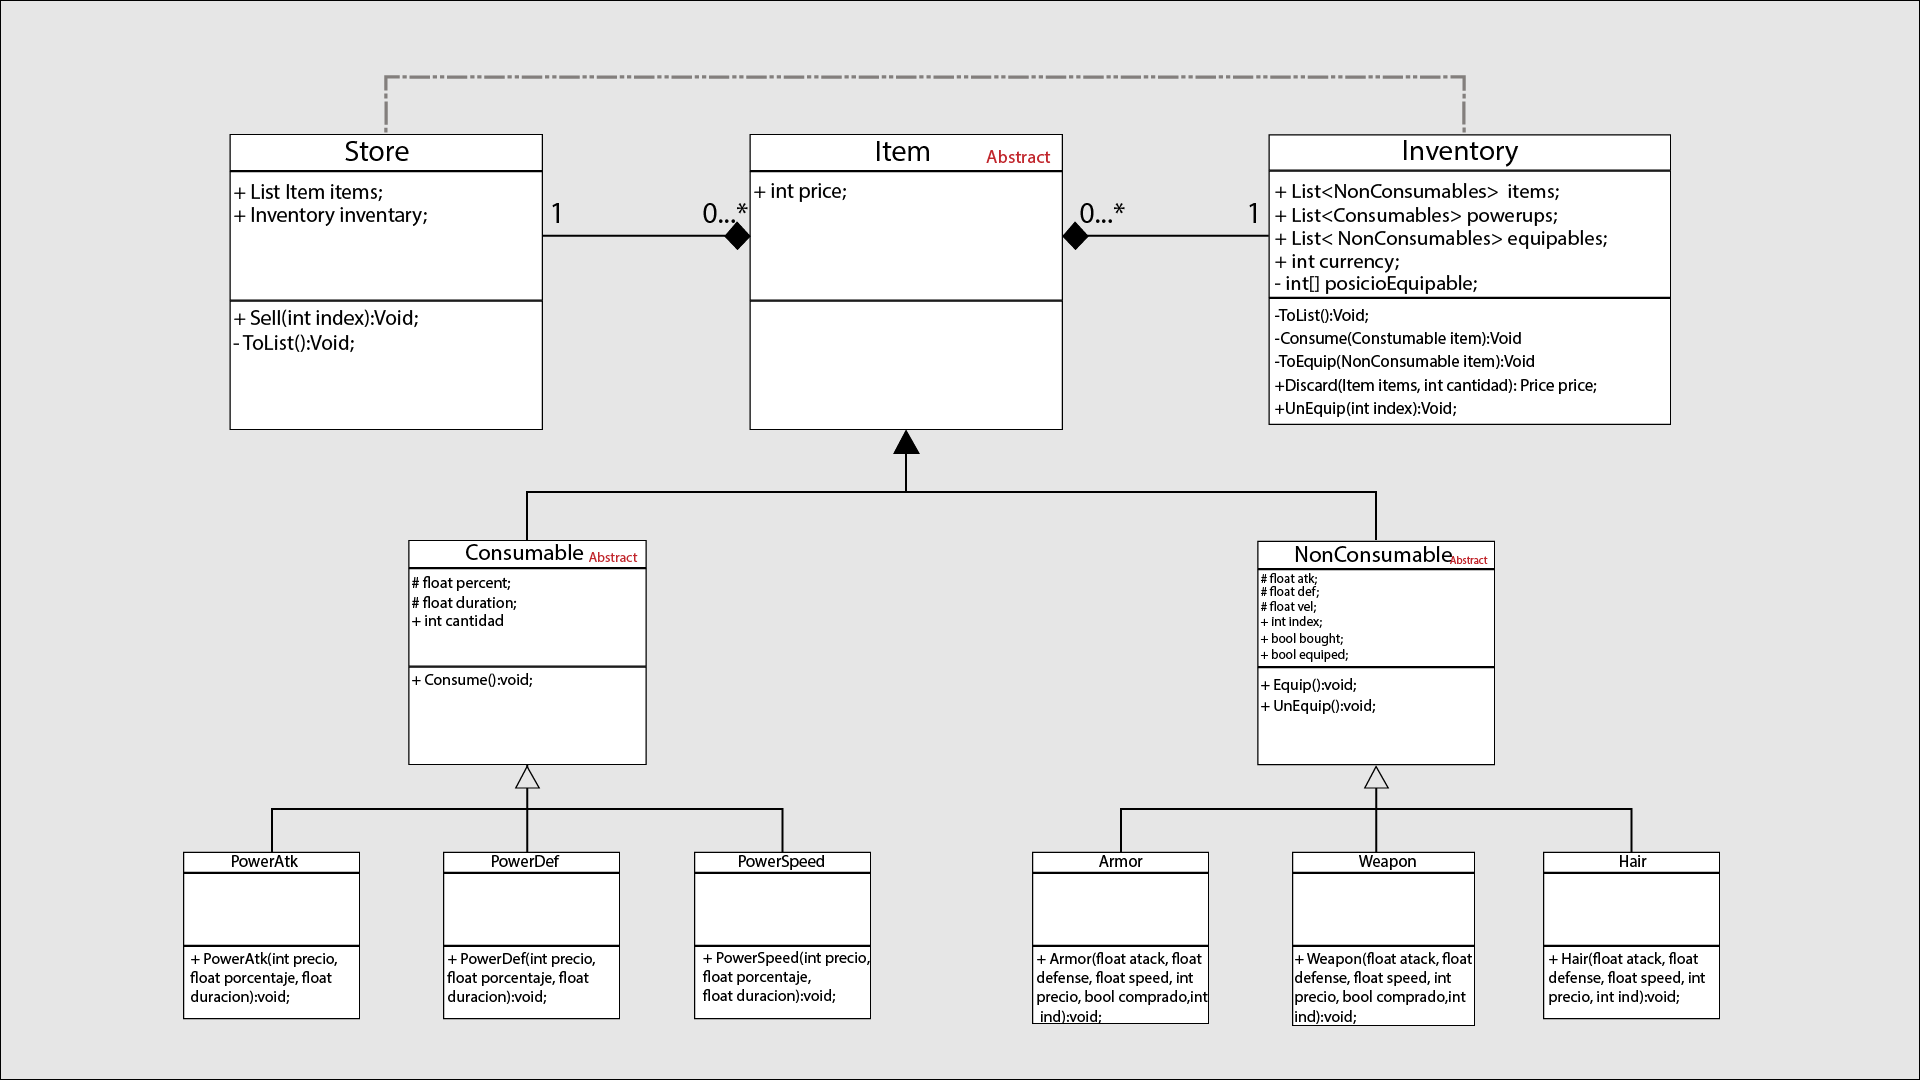 Store
+ List Item items;
+ Inventory inventary;
+ Sell(int index):Void;
- ToList():Void;
1
0...*
Item
Abstract
+ int price;
0...*
1
Inventory
+ List<NonConsumables>  items;
+ List<Consumables> powerups;
+ List< NonConsumables> equipables;
+ int currency;
- int[] posicioEquipable;
-ToList():Void;
-Consume(Constumable item):Void
-ToEquip(NonConsumable item):Void
+Discard(Item items, int cantidad): Price price;
+UnEquip(int index):Void;
Consumable
Abstract
# float percent;
# float duration;
+ int cantidad
+ Consume():void;
NonConsumable
Abstract
# float atk;
# float def;
# float vel;
+ int index;
+ bool bought;
+ bool equiped;
+ Equip():void;
+ UnEquip():void;
PowerAtk
+ PowerAtk(int precio,
float porcentaje, float
duracion):void;
PowerDef
+ PowerDef(int precio,
float porcentaje, float
duracion):void;
PowerSpeed
+ PowerSpeed(int precio,
float porcentaje,
float duracion):void;
Armor
+ Armor(float atack, float
defense, float speed, int
precio, bool comprado,int
ind):void;
Weapon
+ Weapon(float atack, float
defense, float speed, int
precio, bool comprado,int
ind):void;
Hair
+ Hair(float atack, float
defense, float speed, int
precio, int ind):void;